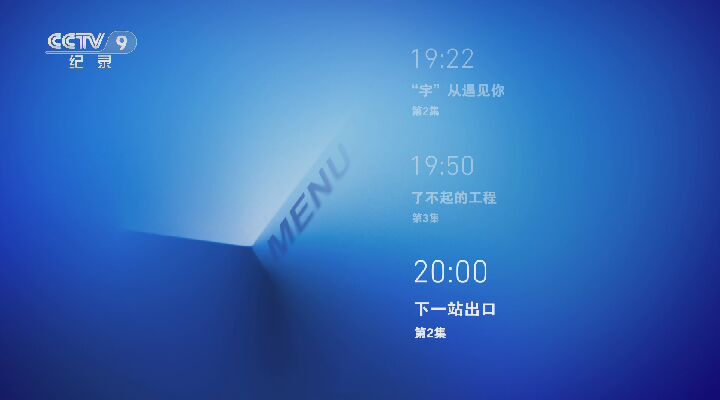 CCTV 9
纪录
MENU
19:22
“字”从遇见你
第2集
19:50
了不起的工程
第3集
20:00
下一站出口
第2集